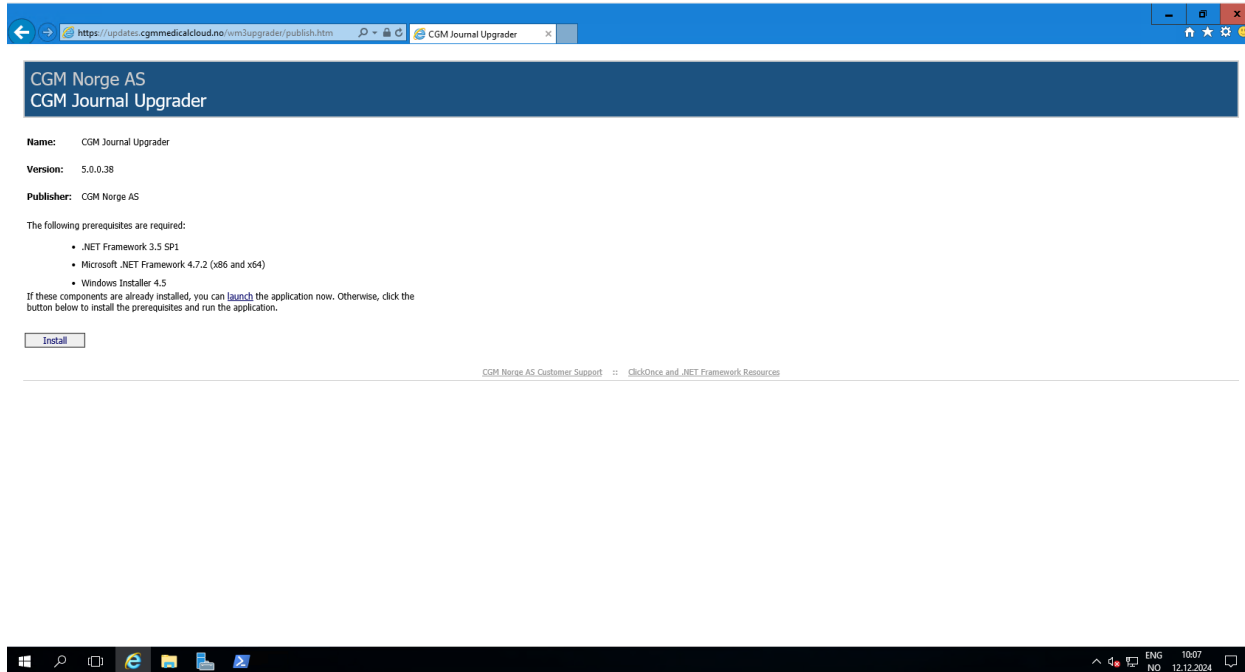 https://updates.cgmmedicalcloud.no/wm3upgrader/publish.htm
CGM Journal Upgrader
CGM Norge AS
CGM Journal Upgrader
Name: CGM Journal Upgrader
Version: 5.0.0.38
Publisher: CGM Norge AS
The following prerequisites are required:
• .NET Framework 3.5 SP1
• Microsoft .NET Framework 4.7.2 (x86 and x64)
• Windows Installer 4.5
If these components are already installed, you can launch the application now. Otherwise, click the
button below to install the prerequisites and run the application.
Install
CGM Norge AS Customer Support :: ClickOnce and .NET Framework Resources
ENG 10:07
NO 12.12.2024